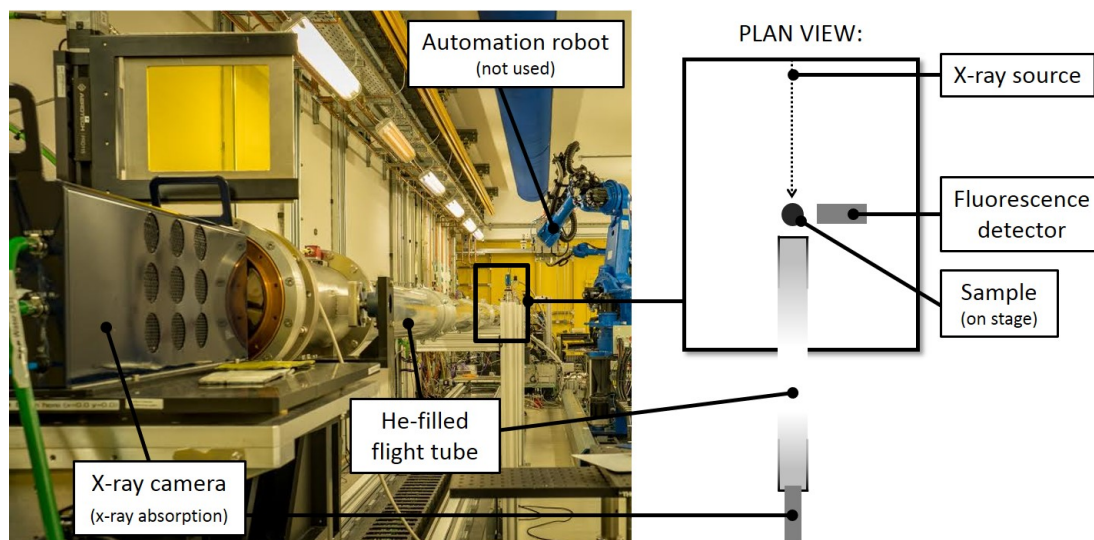 Automation robot
(not used)
PLAN VIEW:
X-ray source
Fluorescence
detector
Sample
(on stage)
He-filled
flight tube
X-ray camera
(x-ray absorption)